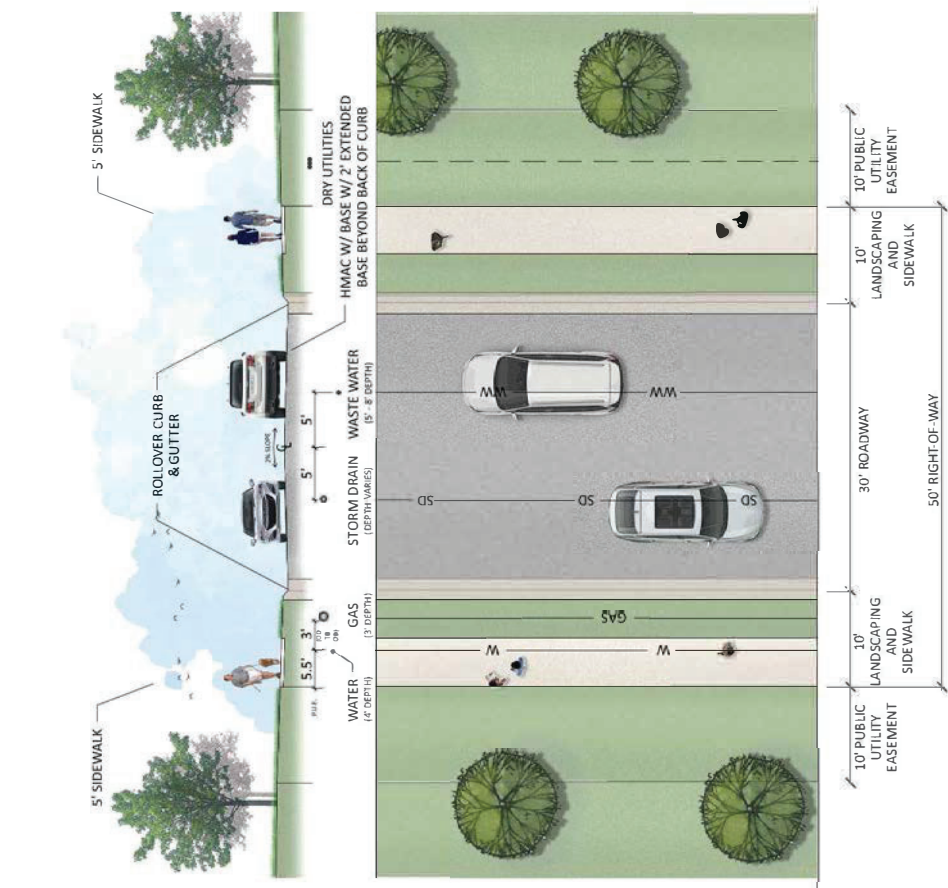 5' SIDEWALK
5' SIDEWALK
ROLLOVER CURB
& GUTTER
DRY UTILITIES
HMAC W/ BASE W/ 2' EXTENDED
BASE BEYOND BACK OF CURB
2% SLOPE
5'
5'
3'
5.5'
P.U.E.
WASTE WATER
(5' - 8' DEPTH)
STORM DRAIN
(DEPTH VARIES)
GAS
(3' DEPTH)
WATER
(4' DEPTH)
WW
WW
SD
SD
SD
GAS
W
W
10' PUBLIC
UTILITY
EASEMENT
10'
LANDSCAPING
AND
SIDEWALK
30' ROADWAY
10'
LANDSCAPING
AND
SIDEWALK
10' PUBLIC
UTILITY
EASEMENT
50' RIGHT-OF-WAY